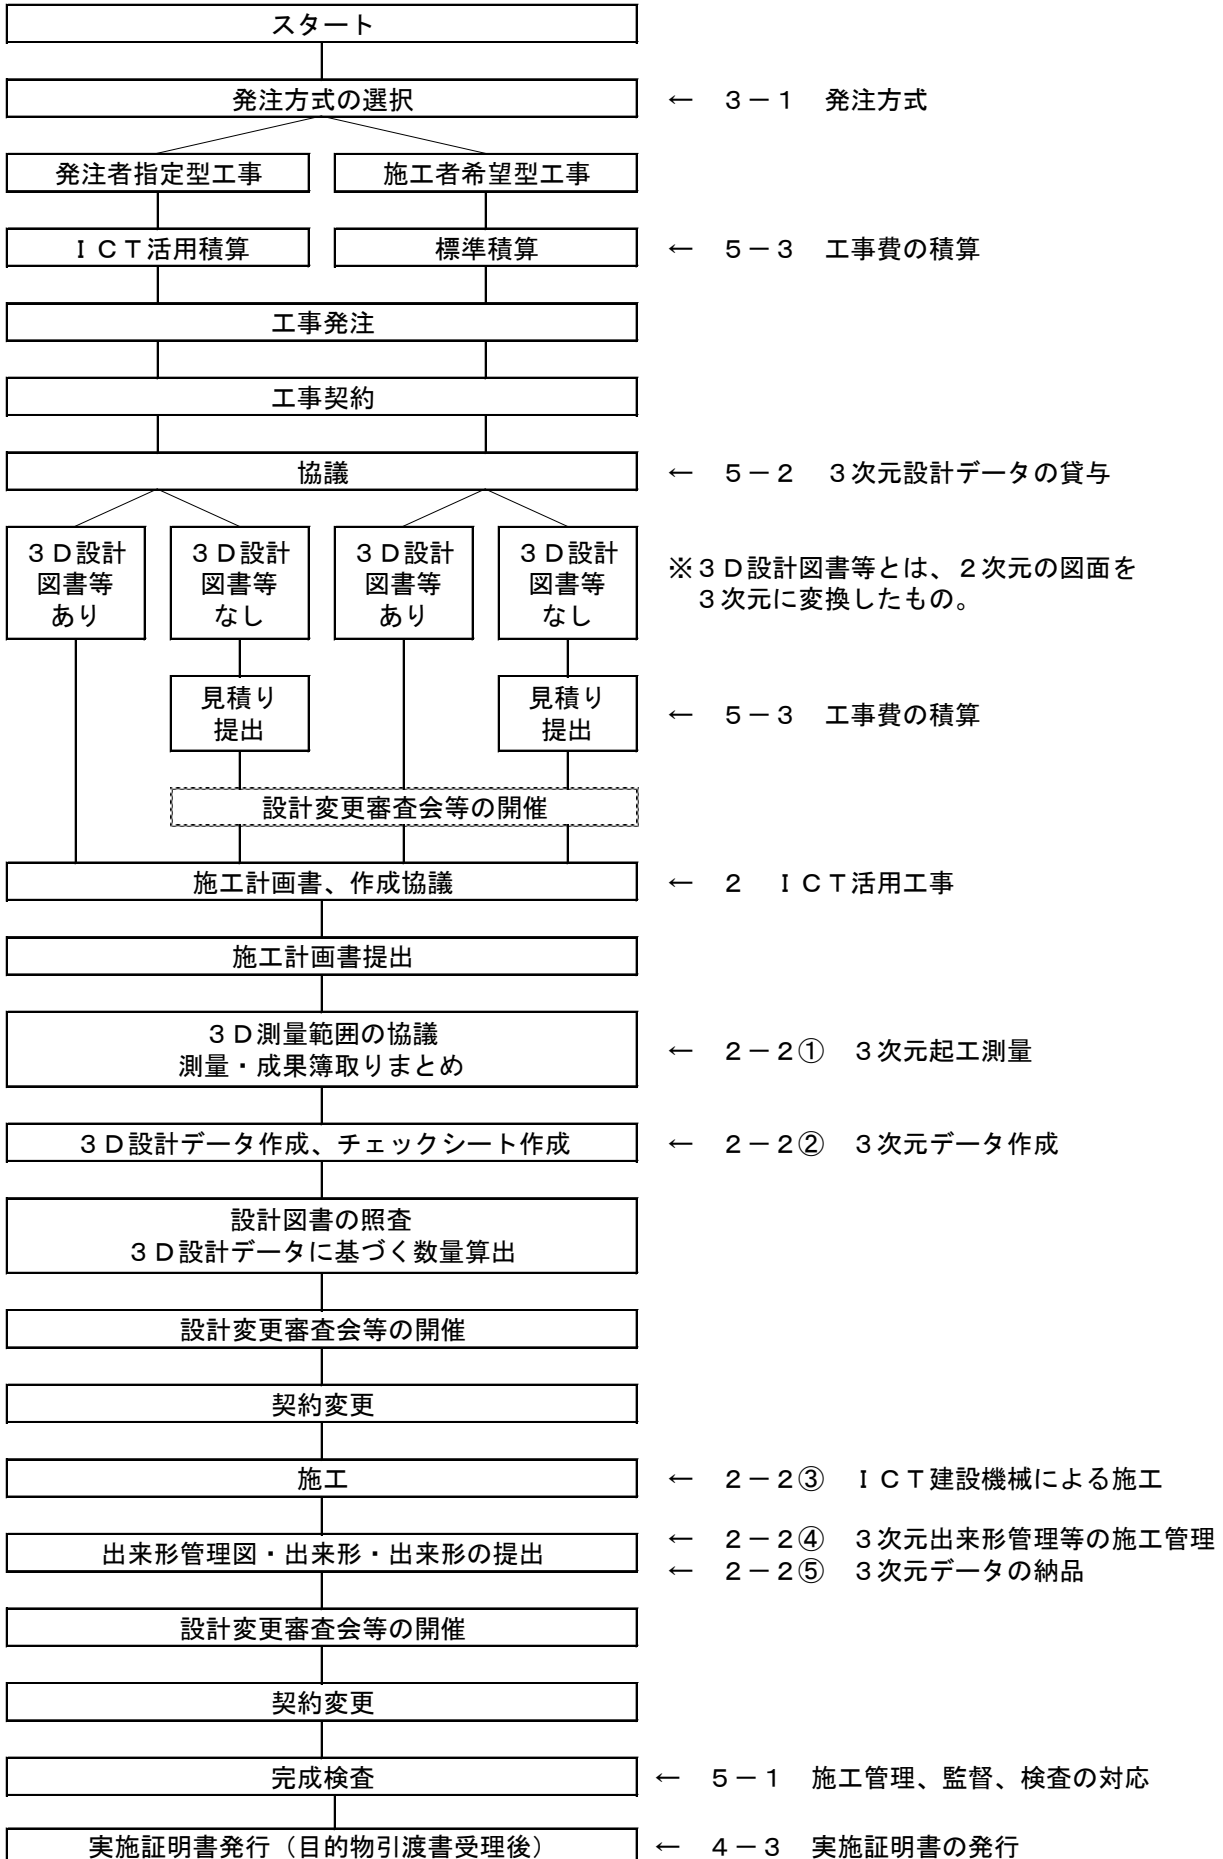 スタート
発注方式の選択
← 3－1 発注方式
発注者指定型工事
施工者希望型工事
ＩＣＴ活用積算
標準積算
← 5－3 工事費の積算
工事発注
工事契約
協議
← 5－2 3次元設計データの貸与
3Ｄ設計
図書等
あり
3Ｄ設計
図書等
なし
3Ｄ設計
図書等
あり
3Ｄ設計
図書等
なし
※3Ｄ設計図書等とは、2次元の図面を
3次元に変換したもの。
見積り
提出
見積り
提出
← 5－3 工事費の積算
設計変更審査会等の開催
施工計画書、作成協議
← 2 ＩＣＴ活用工事
施工計画書提出
3Ｄ測量範囲の協議
測量・成果簿取りまとめ
← 2－2① 3次元起工測量
3Ｄ設計データ作成、チェックシート作成
← 2－2② 3次元データ作成
設計図書の照査
3Ｄ設計データに基づく数量算出
設計変更審査会等の開催
契約変更
施工
← 2－2③ ＩＣＴ建設機械による施工
出来形管理図・出来形・出来形の提出
← 2－2④ 3次元出来形管理等の施工管理
← 2－2⑤ 3次元データの納品
設計変更審査会等の開催
契約変更
完成検査
← 5－1 施工管理、監督、検査の対応
実施証明書発行（目的物引渡書受理後）
← 4－3 実施証明書の発行